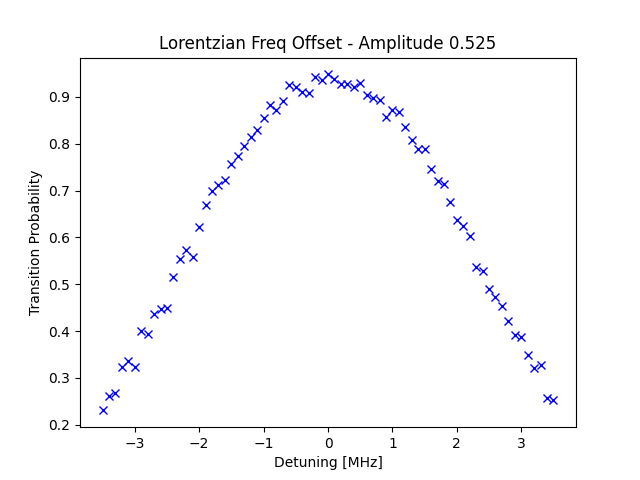 Lorentzian Freq Offset - Amplitude 0.525
Transition Probability
0.9
0.8
0.7
0.6
0.5
0.4
0.3
0.2
−3 −2 −1 0 1 2 3
Detuning [MHz]